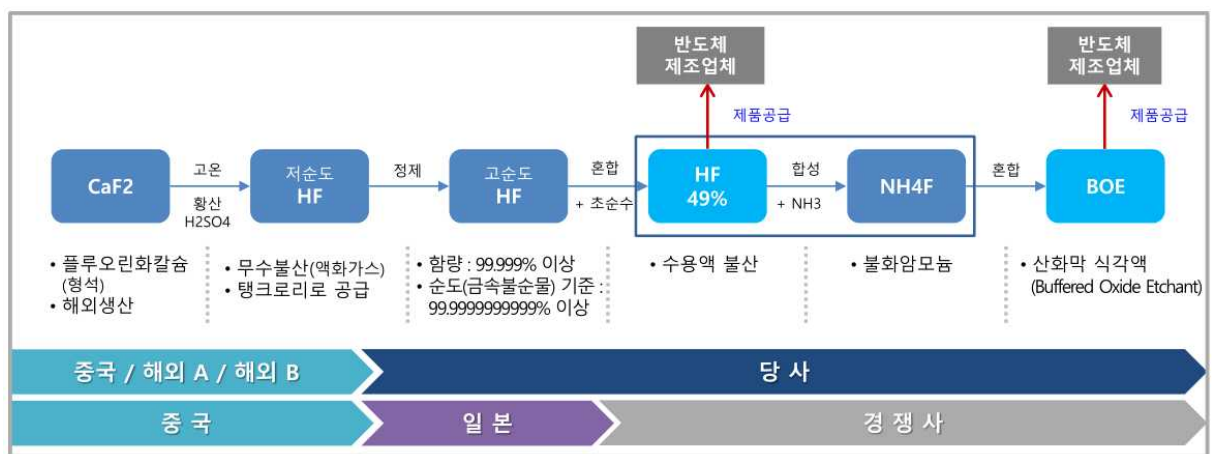 반도체
제조업체
반도체
제조업체
제품공급
제품공급
CaF2
고온
황산
H2SO4
저순도
HF
정제
고순도
HF
혼합
+ 초순수
HF
49%
합성
+ NH3
NH4F
혼합
BOE
• 플루오린화칼슘
(형석)
• 해외생산
• 무수불산(액화가스)
• 탱크로리로 공급
• 함량 : 99.999% 이상
• 순도(금속불순물) 기준 :
99.9999999999% 이상
• 수용액 불산
• 불화암모늄
• 산화막 식각액
(Buffered Oxide Etchant)
중국 / 해외 A / 해외 B
당 사
중 국
일 본
경 쟁 사